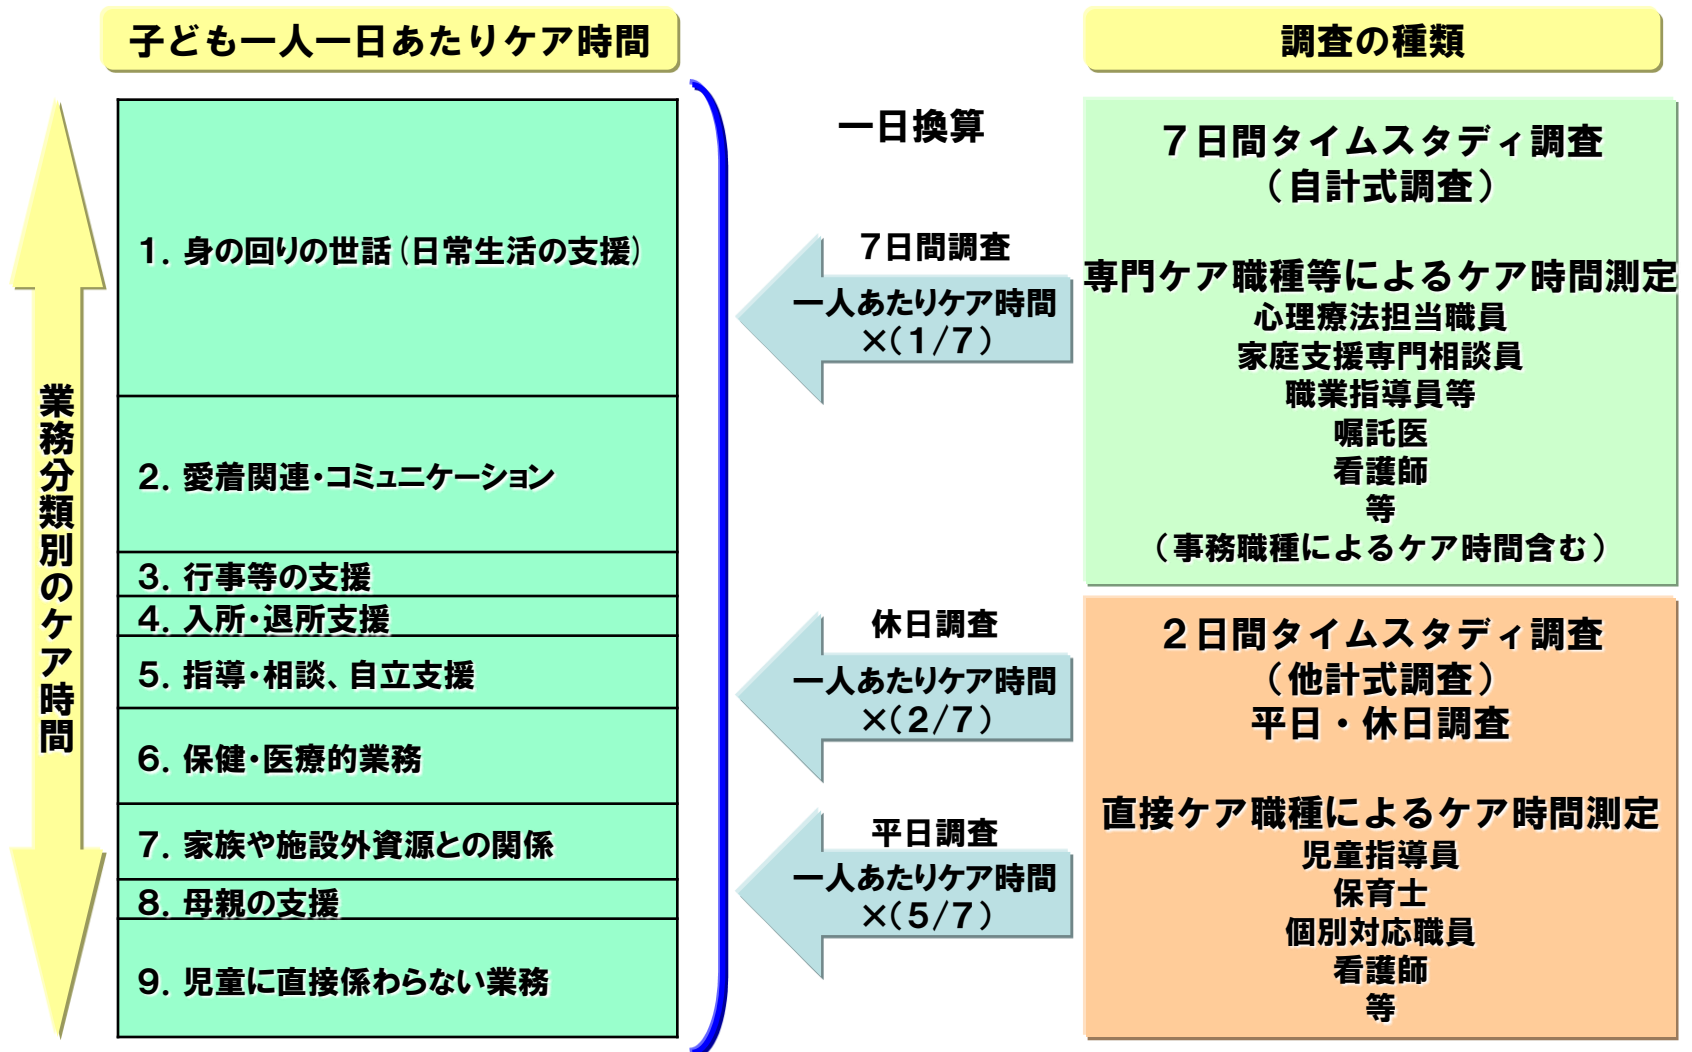 子ども一人一日あたりケア時間
業務分類別のケア時間
1. 身の回りの世話(日常生活の支援)
2. 愛着関連・コミュニケーション
3. 行事等の支援
4. 入所・退所支援
5. 指導・相談、自立支援
6. 保健・医療的業務
7. 家族や施設外資源との関係
8. 母親の支援
9. 児童に直接係わらない業務
一日換算
7日間調査
一人あたりケア時間
×(1/7)
休日調査
一人あたりケア時間
×(2/7)
平日調査
一人あたりケア時間
×(5/7)
調査の種類
7日間タイムスタディ調査
(自計式調査)
専門ケア職種等によるケア時間測定
心理療法担当職員
家庭支援専門相談員
職業指導員等
嘱託医
看護師
等
(事務職種によるケア時間含む)
2日間タイムスタディ調査
(他計式調査)
平日・休日調査
直接ケア職種によるケア時間測定
児童指導員
保育士
個別対応職員
看護師
等